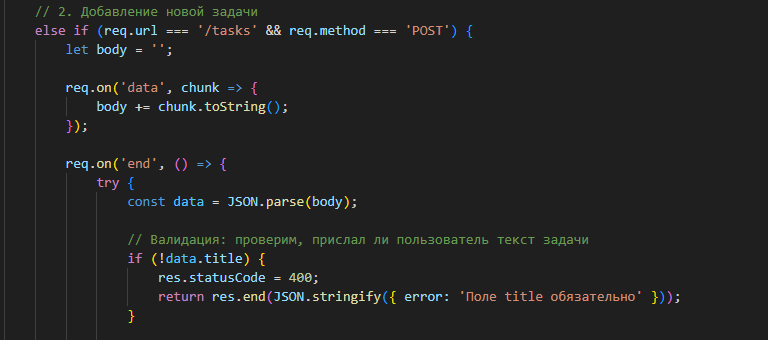 // 2. Добавление новой задачи
else if (req.url === '/tasks' && req.method === 'POST') {
let body = '';
req.on('data', chunk => {
body += chunk.toString();
});
req.on('end', () => {
try {
const data = JSON.parse(body);
// Валидация: проверим, прислал ли пользователь текст задачи
if (!data.title) {
res.statusCode = 400;
return res.end(JSON.stringify({ error: 'Поле title обязательно' }));
}